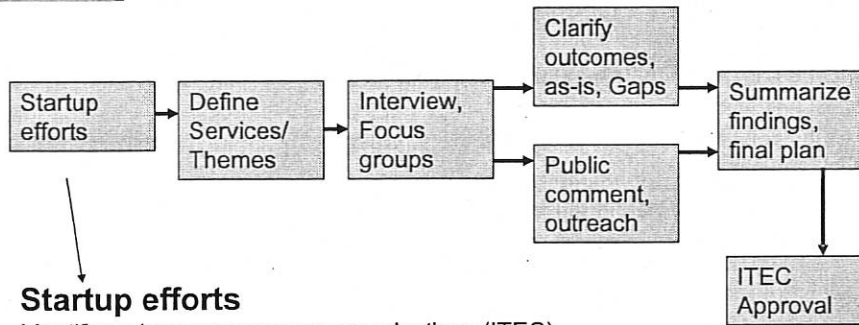 Startup
efforts
Define
Services/
Themes
Interview,
Focus
groups
Clarify
outcomes,
as-is, Gaps
Public
comment,
outreach
Summarize
findings,
final plan
ITEC
Approval
Startup efforts
(ITEC)